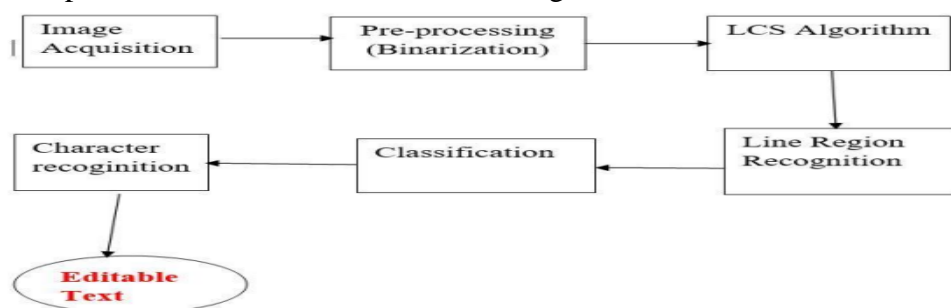 Image
Acquisition
Pre-processing
(Binarization)
LCS Algorithm
Line Region
Recognition
Classification
Character
recoginition
Editable
Text